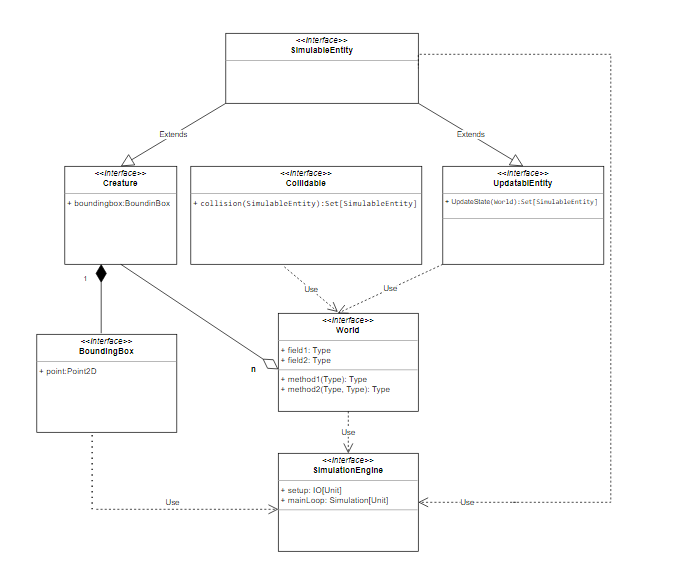 <<Interface>>
SimulableEntity
Extends
Extends
<<Interface>>
Creature
+ boundingbox:BoundinBox
<<Interface>>
Collidable
+ collision(SimulableEntity):Set[SimulableEntity]
<<Interface>>
UpdatablEntity
+ UpdateState(World):Set[SimulableEntity]
1
Use
Use
<<Interface>>
World
+ field1: Type
+ field2: Type
+ method1(Type): Type
+ method2(Type, Type): Type
<<Interface>>
BoundingBox
+ point:Point2D
n
Use
<<Interface>>
SimulationEngine
+ setup: IO[Unit]
+ mainLoop: Simulation[Unit]
Use
Use